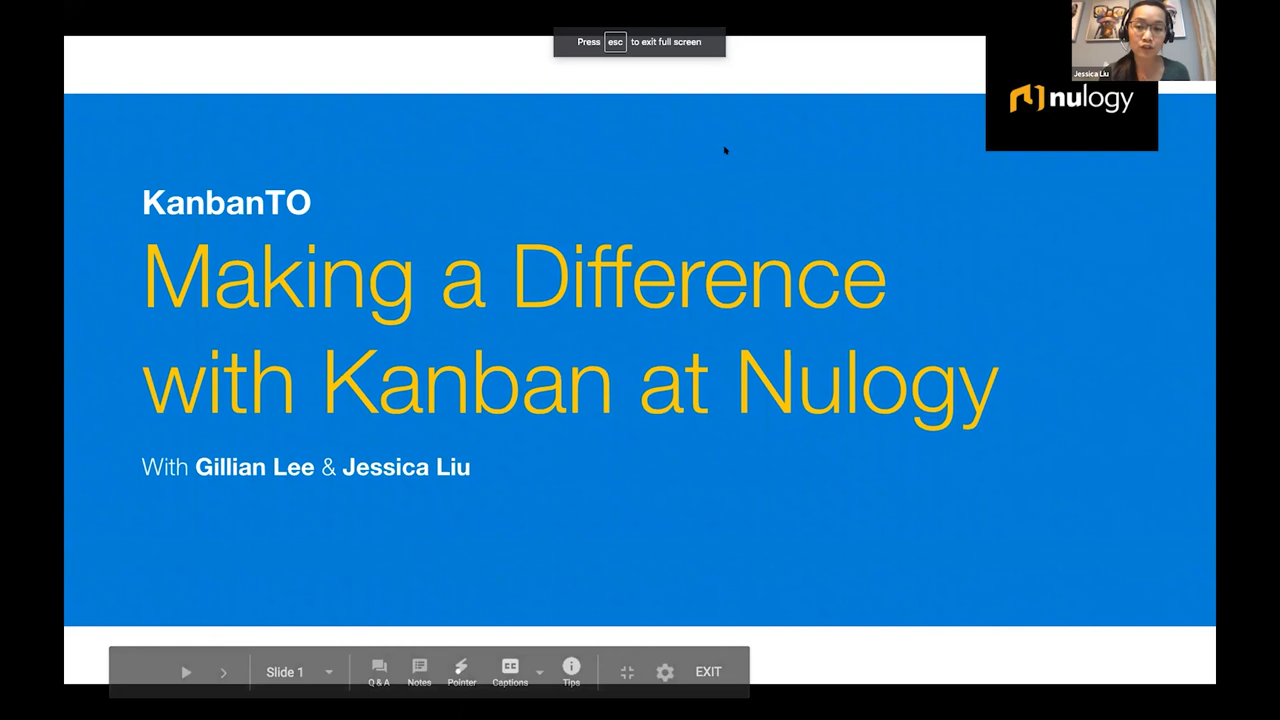 Press esc to exit full screen
Jessica Liu
nulogy
KanbanTO
Making a Difference
with Kanban at Nulogy
With Gillian Lee & Jessica Liu
Slide 1
Q & A
Notes
Pointer
CC
Captions
Tips
EXIT